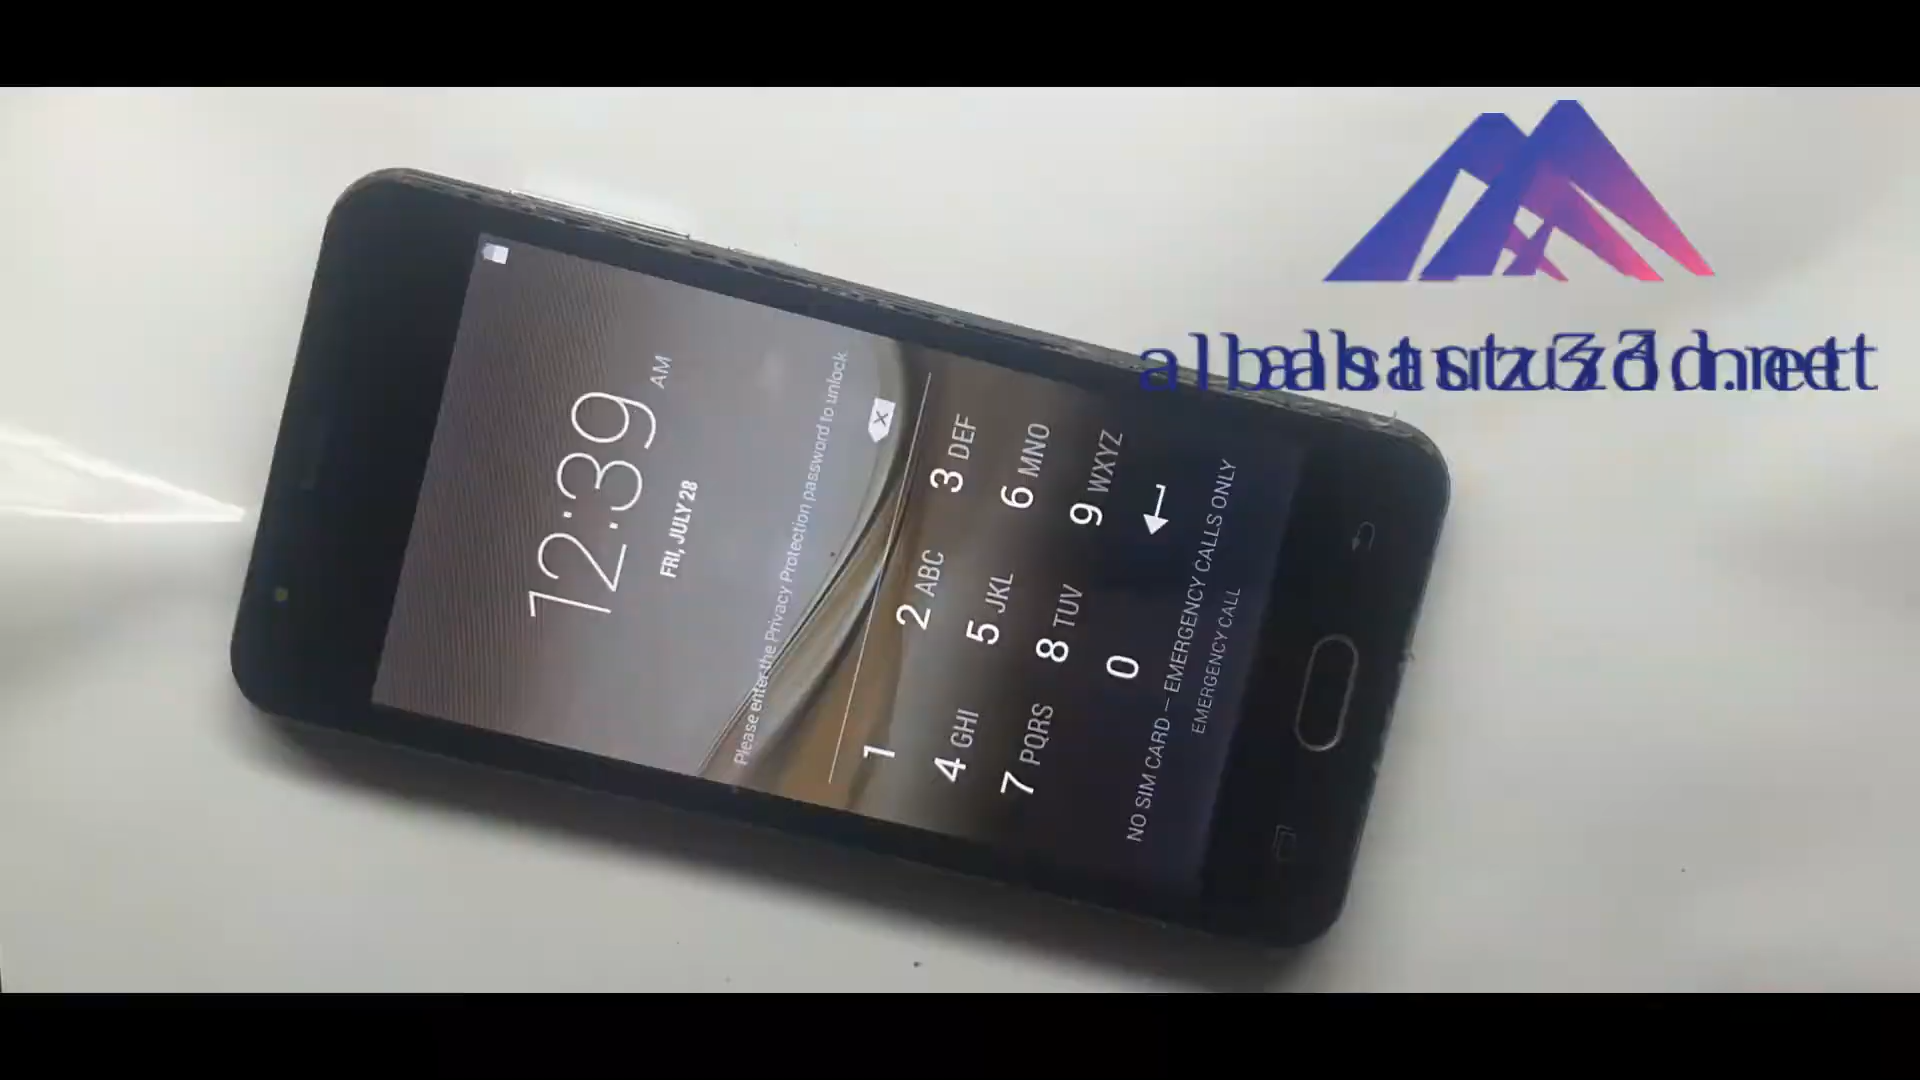 12:39 AM
FRI, JULY 28
Please enter the Privacy Protection password to unlock.
1
2 ABC
3 DEF
4 GHI
5 JKL
6 MNO
7 PQRS
8 TUV
9 WXYZ
0
NO SIM CARD — EMERGENCY CALLS ONLY
EMERGENCY CALL